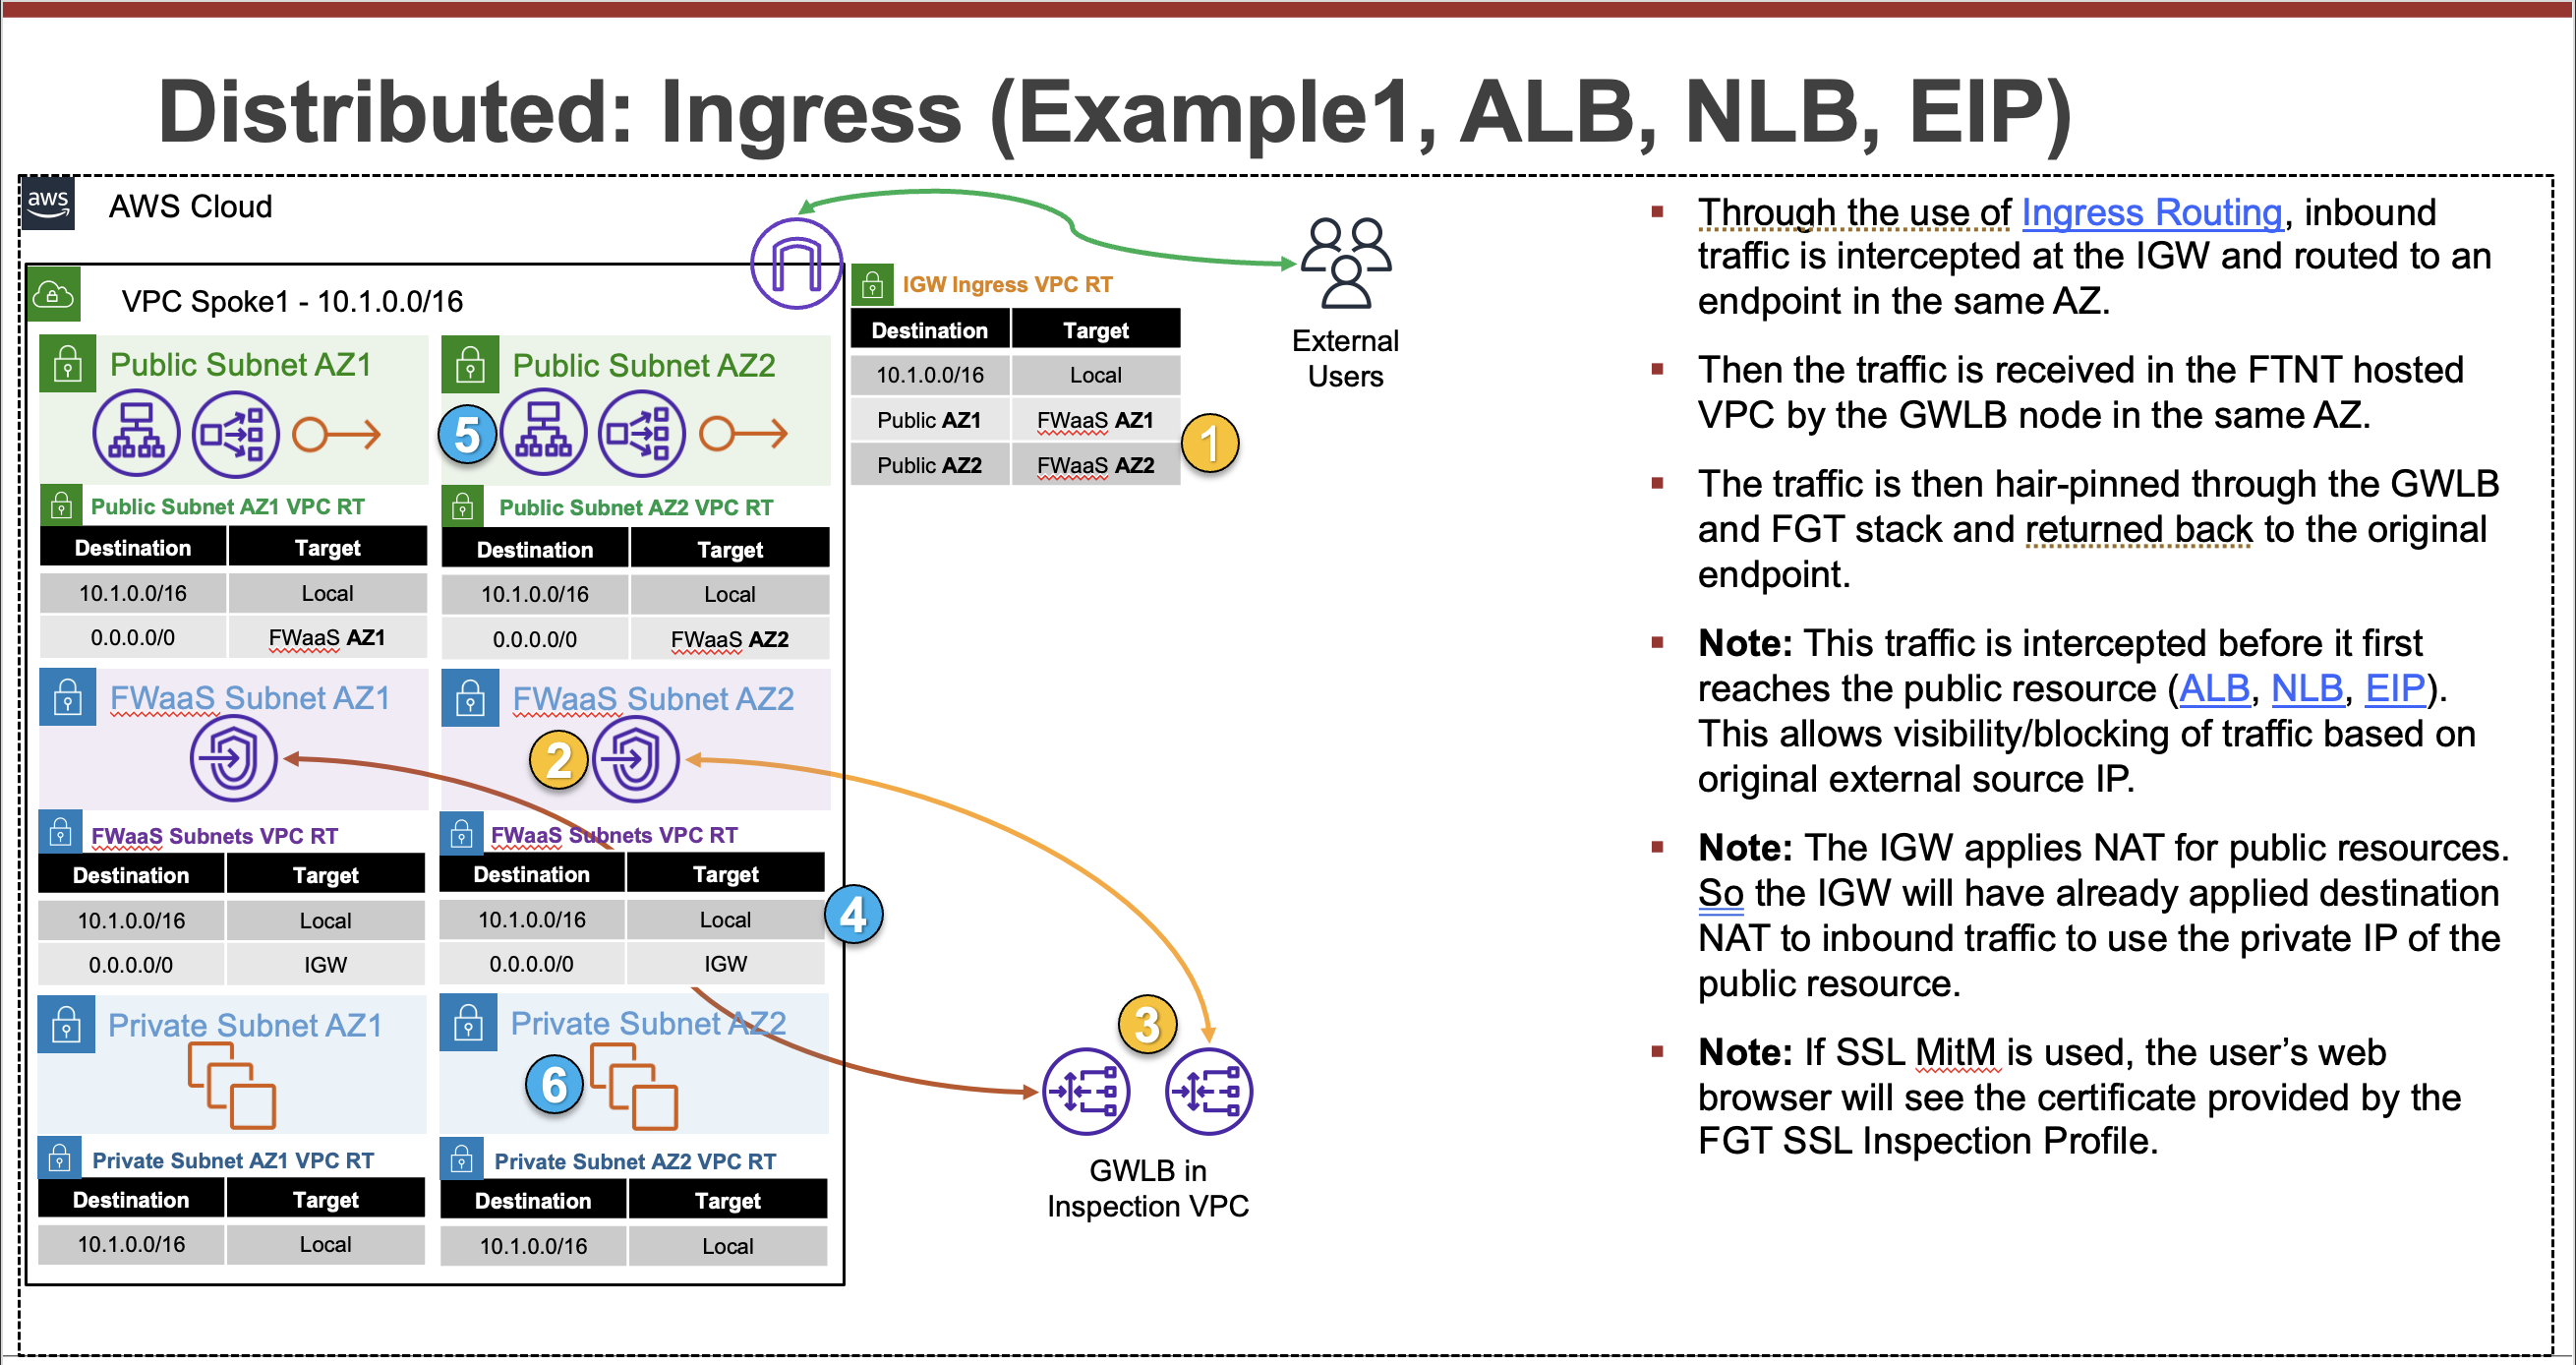 Distributed: Ingress (Example1, ALB, NLB, EIP)
aws
AWS Cloud
VPC Spoke1 - 10.1.0.0/16
Public Subnet AZ1
Public Subnet AZ2
5
Public Subnet AZ1 VPC RT
Destination Target
10.1.0.0/16 Local
0.0.0.0/0 FWaaS AZ1
Public Subnet AZ2 VPC RT
Destination Target
10.1.0.0/16 Local
0.0.0.0/0 FWaaS AZ2
FWaaS Subnet AZ1
FWaaS Subnet AZ2
2
FWaaS Subnets VPC RT
Destination Target
10.1.0.0/16 Local
0.0.0.0/0 IGW
FWaaS Subnets VPC RT
Destination Target
10.1.0.0/16 Local
0.0.0.0/0 IGW
4
Private Subnet AZ1
Private Subnet AZ2
6
Private Subnet AZ1 VPC RT
Destination Target
10.1.0.0/16 Local
Private Subnet AZ2 VPC RT
Destination Target
10.1.0.0/16 Local
IGW Ingress VPC RT
Destination Target
10.1.0.0/16 Local
Public AZ1 FWaaS AZ1
Public AZ2 FWaaS AZ2
1
External
Users
3
GWLB in
Inspection VPC
Through the use of Ingress Routing, inbound
traffic is intercepted at the IGW and routed to an
endpoint in the same AZ.
Then the traffic is received in the FTNT hosted
VPC by the GWLB node in the same AZ.
The traffic is then hair-pinned through the GWLB
and FGT stack and returned back to the original
endpoint.
Note: This traffic is intercepted before it first
reaches the public resource (ALB, NLB, EIP).
This allows visibility/blocking of traffic based on
original external source IP.
Note: The IGW applies NAT for public resources.
So the IGW will have already applied destination
NAT to inbound traffic to use the private IP of the
public resource.
Note: If SSL MitM is used, the user’s web
browser will see the certificate provided by the
FGT SSL Inspection Profile.